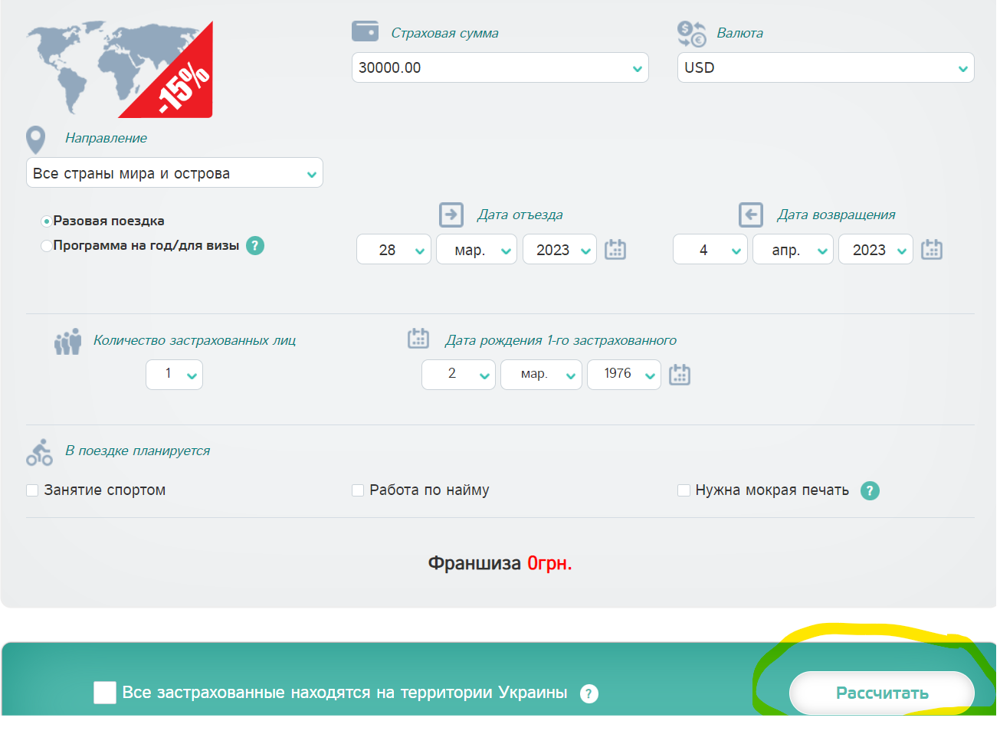 -15%
Страховая сумма
Валюта
30000.00
USD
Направление
Все страны мира и острова
Разовая поездка
Программа на год/для визы ?
Дата отъезда
Дата возвращения
28 мар. 2023
4 апр. 2023
Количество застрахованных лиц
Дата рождения 1-го застрахованного
1
2 мар. 1976
В поездке планируется
Занятие спортом
Работа по найму
Нужна мокрая печать ?
Франшиза 0грн.
Все застрахованные находятся на территории Украины ?
Рассчитать